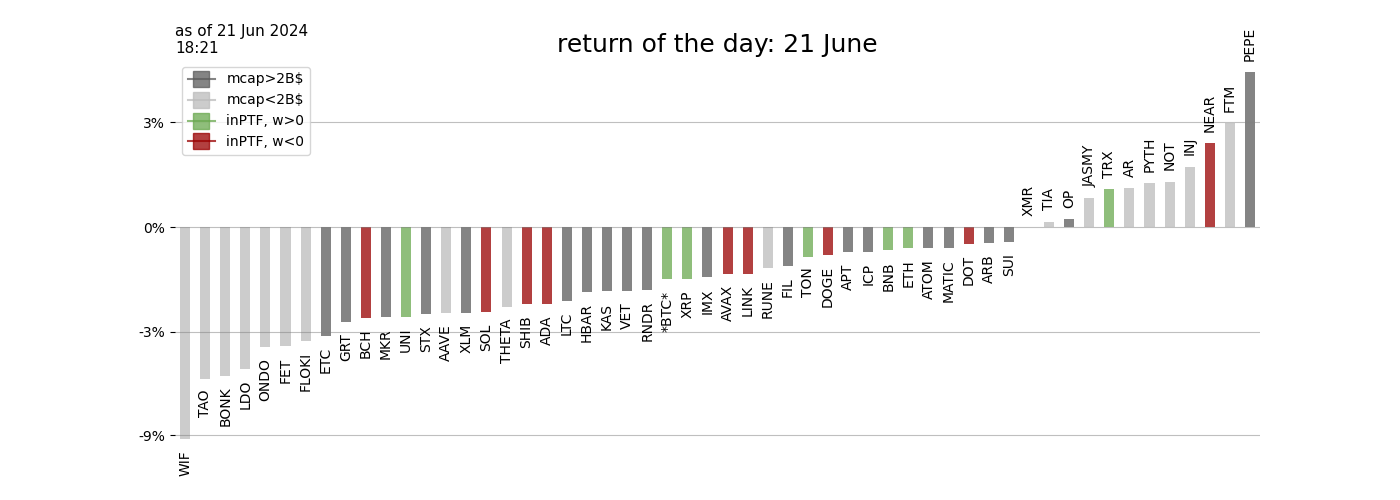 as of 21 Jun 2024
18:21
return of the day: 21 June
mcap>2B$
mcap<2B$
inPTF, w>0
inPTF, w<0
3%
0%
-3%
-9%
WIF
TAO
BONK
LDO
ONDO
FET
FLOKI
ETC
GRT
BCH
MKR
UNI
STX
AAVE
XLM
SOL
THETA
SHIB
ADA
LTC
HBAR
KAS
VET
RNDR
*BTC*
XRP
IMX
AVAX
LINK
RUNE
FIL
TON
DOGE
APT
ICP
BNB
ETH
ATOM
MATIC
DOT
ARB
SUI
XMR
TIA
OP
JASMY
TRX
AR
PYTH
NOT
INJ
NEAR
FTM
PEPE